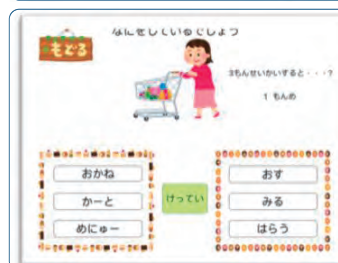 なにをしているでしょう
もどる
3もんせいかいすると・・・?
1 もんめ
おかね
かーと
めにゅー
けってい
おす
みる
はらう